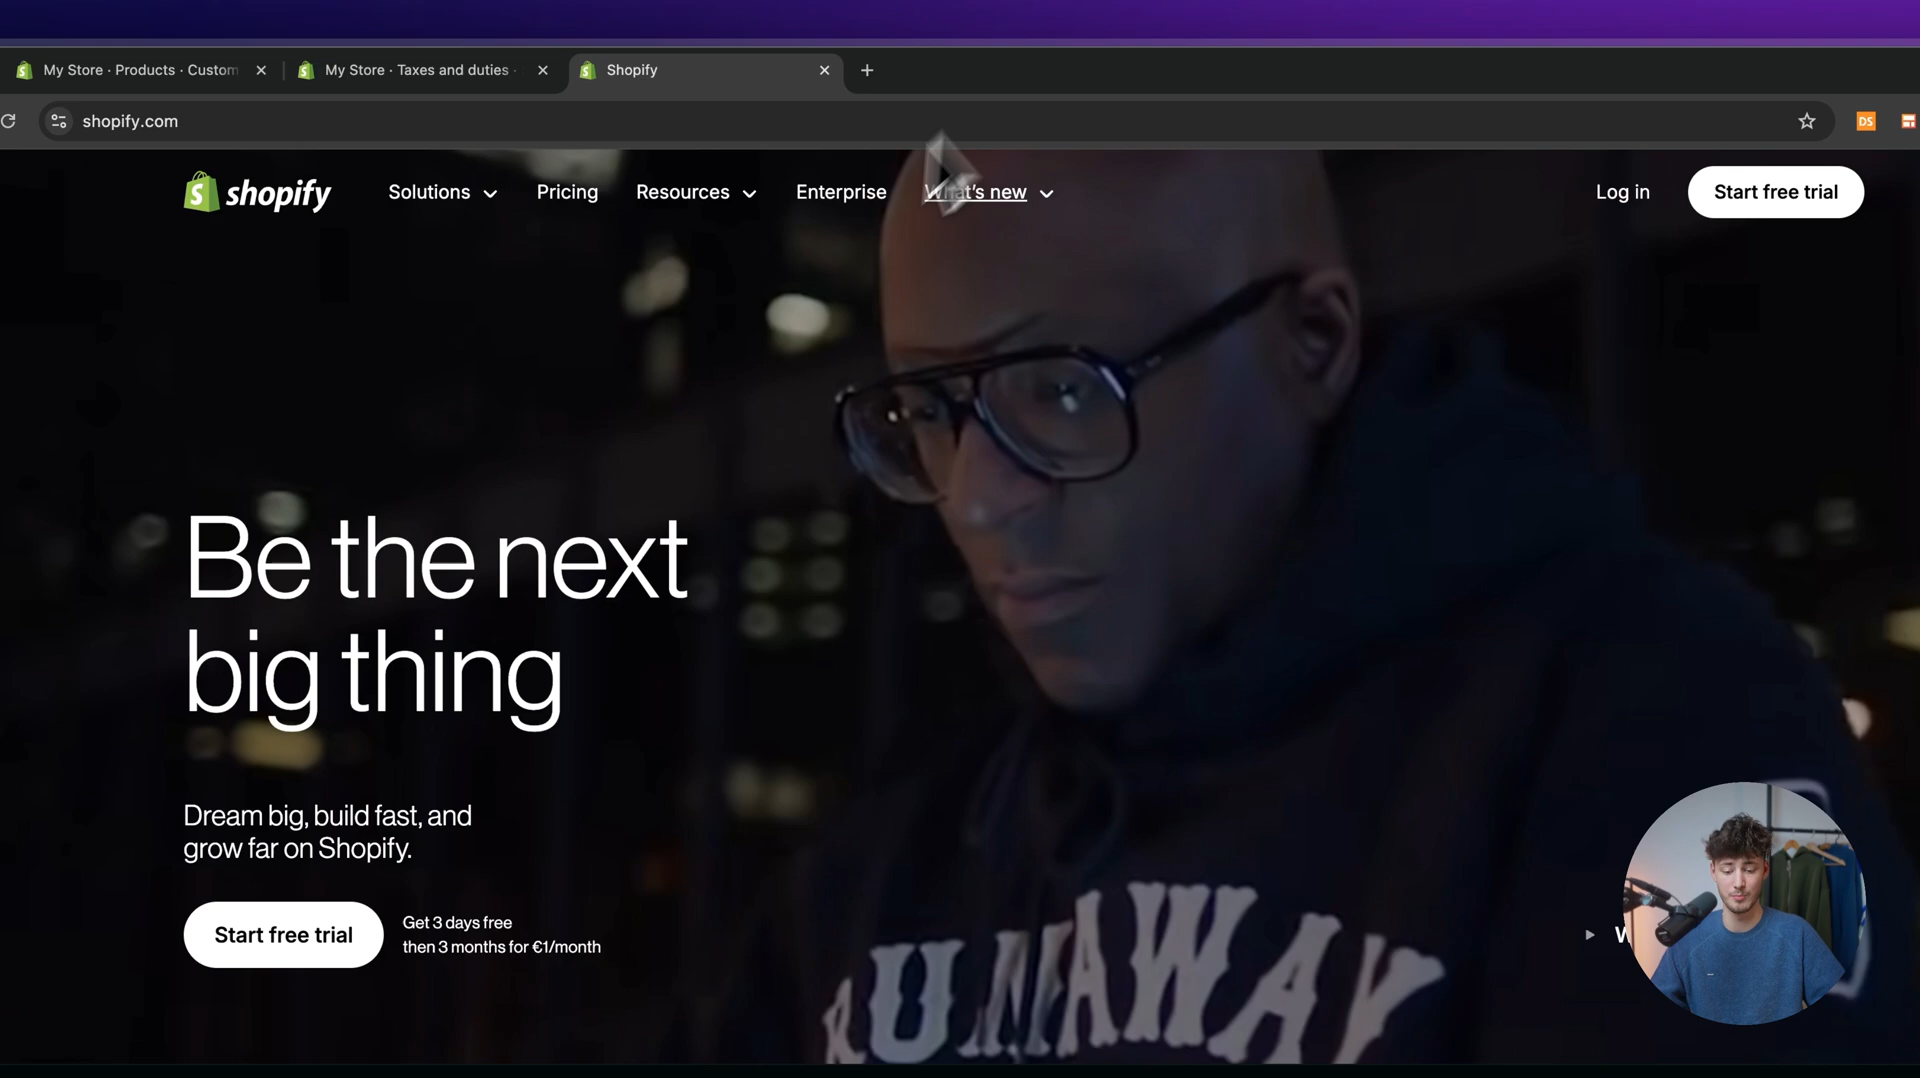 My Store · Products · Custom
My Store · Taxes and duties ·
Shopify
shopify.com
DS
shopify
Solutions
Pricing
Resources
Enterprise
What's new
Log in
Start free trial
Be the next
big thing
Dream big, build fast, and
grow far on Shopify.
Start free trial
Get 3 days free
then 3 months for €1/month
RUNAWAY